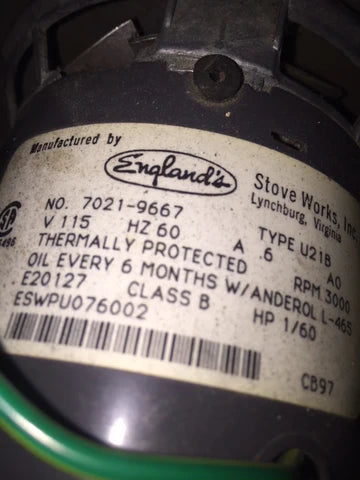 Manufactured by
England's Stove Works, Inc.
Lynchburg, Virginia
NO. 7021-9667 TYPE U21B
V 115 HZ 60 A .6 AO
THERMALLY PROTECTED RPM 3000
OIL EVERY 6 MONTHS W/ANDEROL L-465
E20127 CLASS B HP 1/60
ESWPU076002
CB97